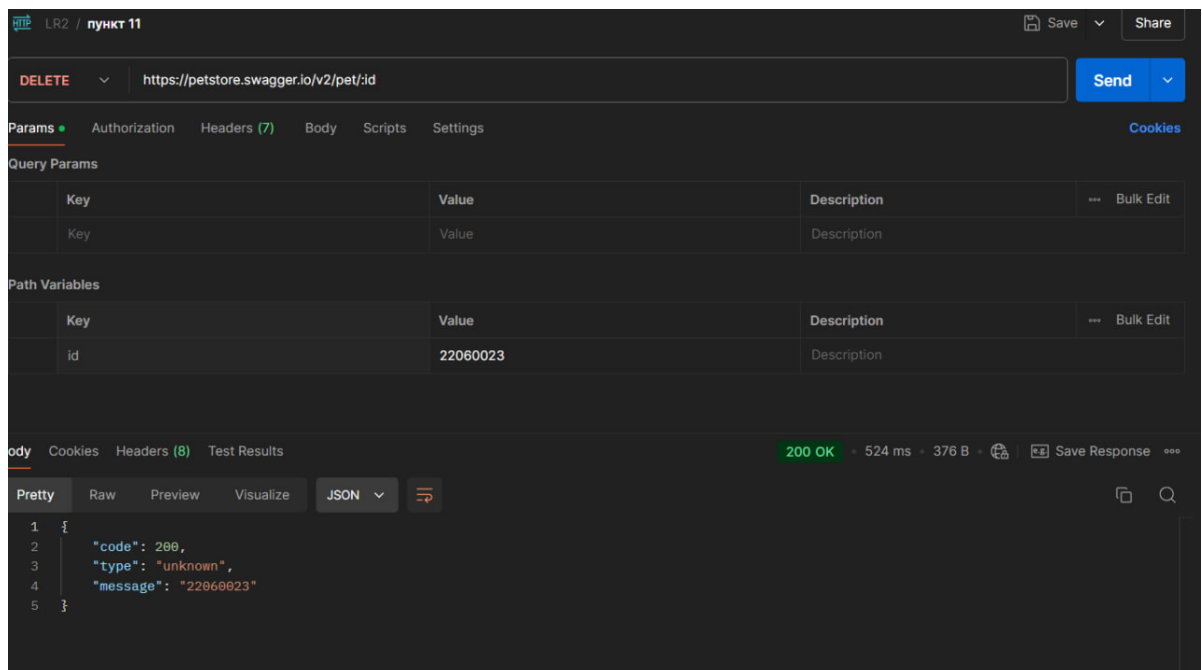 HTTP LR2 / пункт 11 Save Share
DELETE https://petstore.swagger.io/v2/pet/:id Send
Params Authorization Headers (7) Body Scripts Settings Cookies
Query Params
Key Value Description Bulk Edit
Key Value Description
Path Variables
Key Value Description Bulk Edit
id 22060023 Description
ody Cookies Headers (8) Test Results 200 OK 524 ms 376 B e.g. Save Response
Pretty Raw Preview Visualize JSON
1 {
2 "code": 200,
3 "type": "unknown",
4 "message": "22060023"
5 }